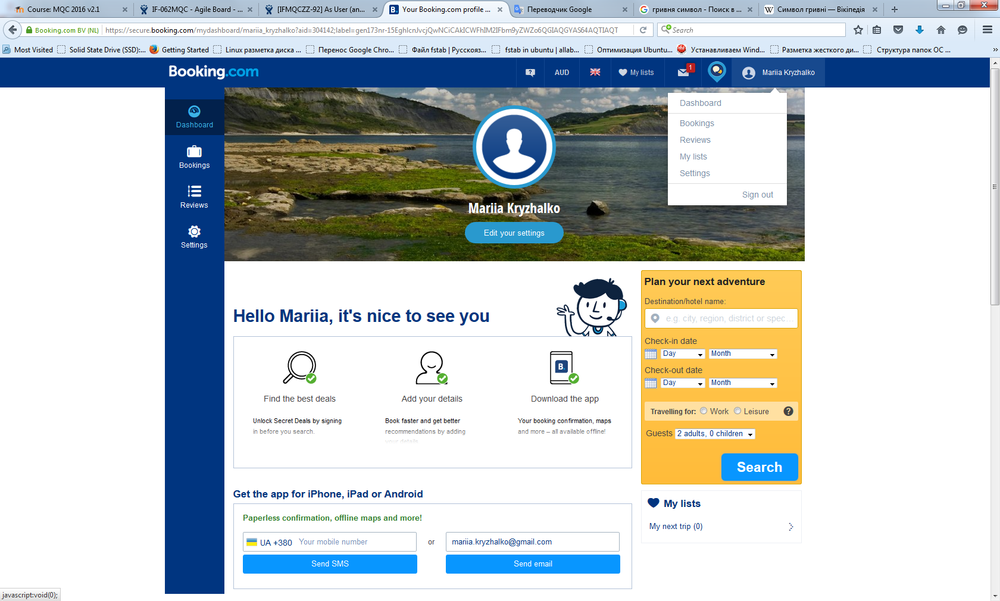 Course: MQC 2016 v2.1
IF-062MQC - Agile Board - ...
[IFMQCZZ-92] As User (an...
Your Booking.com profile ...
Переводчик Google
гривня символ - Поиск в ...
Символ гривні — Вікіпедія
Booking.com BV (NL)
https://secure.booking.com/mydashboard/mariia_kryzhalko?aid=304142;label=gen173nr-15EghIcnJvcjQwNCiCAkICWFhIM2IFbm9yZWZo6QGIAQGYAS64AQTIAQT
Search
Most Visited
Solid State Drive (SSD):...
Getting Started
Linux разметка диска ...
Перенос Google Chro...
Файл fstab | Русскояз...
fstab in ubuntu | allab...
Оптимизация Ubuntu...
Устанавливаем Wind...
Разметка жесткого ди...
Структура папок ОС ...
Booking.com
AUD
My lists
1
Mariia Kryzhalko
Dashboard
Bookings
Reviews
My lists
Settings
Sign out
Dashboard
Bookings
Reviews
Settings
Mariia Kryzhalko
Edit your settings
Hello Mariia, it's nice to see you
B.
Find the best deals
Unlock Secret Deals by signing
in before you search.
Add your details
Book faster and get better
recommendations by adding
your details
Download the app
Your booking confirmation, maps
and more – all available offline!
Get the app for iPhone, iPad or Android
Paperless confirmation, offline maps and more!
UA +380
Your mobile number
or
mariia.kryzhalko@gmail.com
Send SMS
Send email
Plan your next adventure
Destination/hotel name:
e.g. city, region, district or spec...
Check-in date
Day
Month
Check-out date
Day
Month
Travelling for:
Work
Leisure
?
Guests
2 adults, 0 children
Search
My lists
My next trip (0)
javascript:void(0);